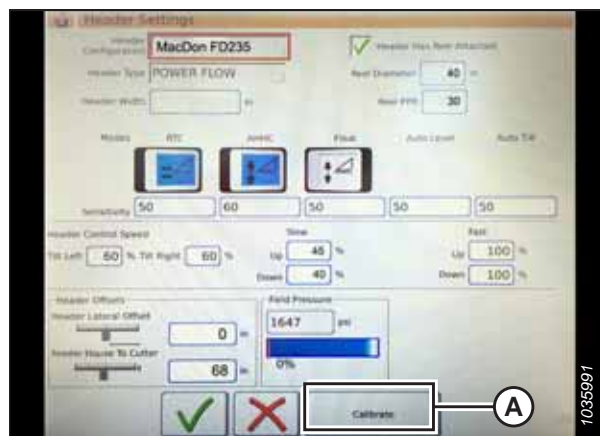 Header Settings
Header Configuration MacDon FD235
Header Has Reel Attached
Header Type POWER FLOW
Reel Diameter 40 in
Header Width in
Reel PPR 30
Modes RTC AHHC Float Auto Level Auto Tilt
Sensitivity 50 60 50 50 50
Header Control Speed
Slow
Fast
Tilt Left 60 % Tilt Right 60 %
Up %
Up 100 %
Down 40 %
Down 100 %
Header Offsets
Field Pressure
Header Lateral Offset
0
1647 psi
Header House To Cutter
68
0%
Calibrate
A
1035991